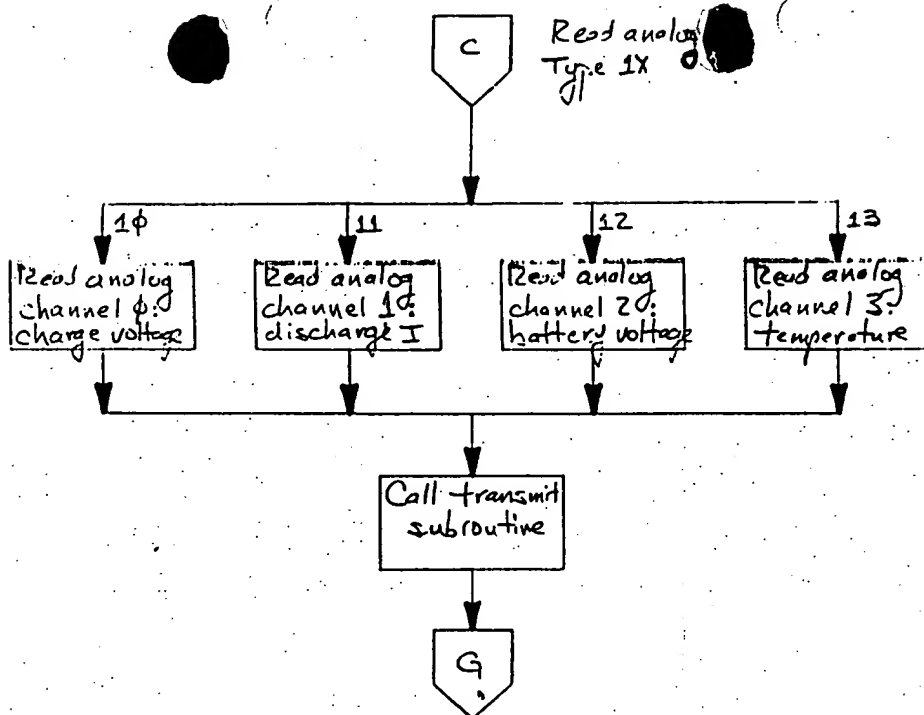 C
Read analog
Type 1X
1ϕ
11
12
13
Read analog
channel ϕ:
charge voltage
Read analog
channel 1:
discharge I
Read analog
channel 2:
battery voltage
Read analog
channel 3:
temperature
Call transmit
subroutine
G